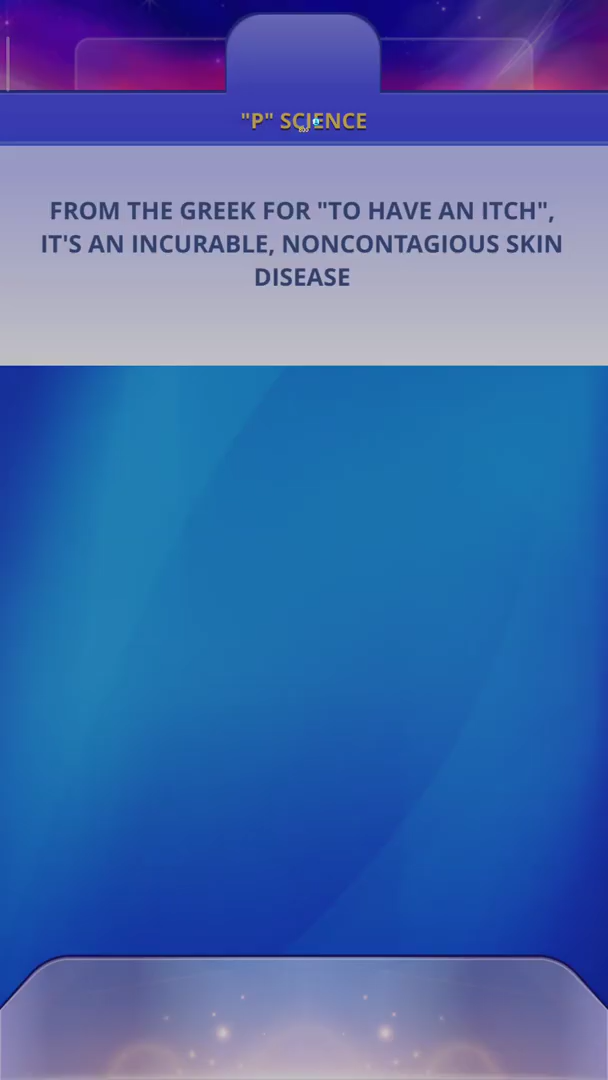 "P" SCIENCE
FROM THE GREEK FOR "TO HAVE AN ITCH",
IT'S AN INCURABLE, NONCONTAGIOUS SKIN
DISEASE